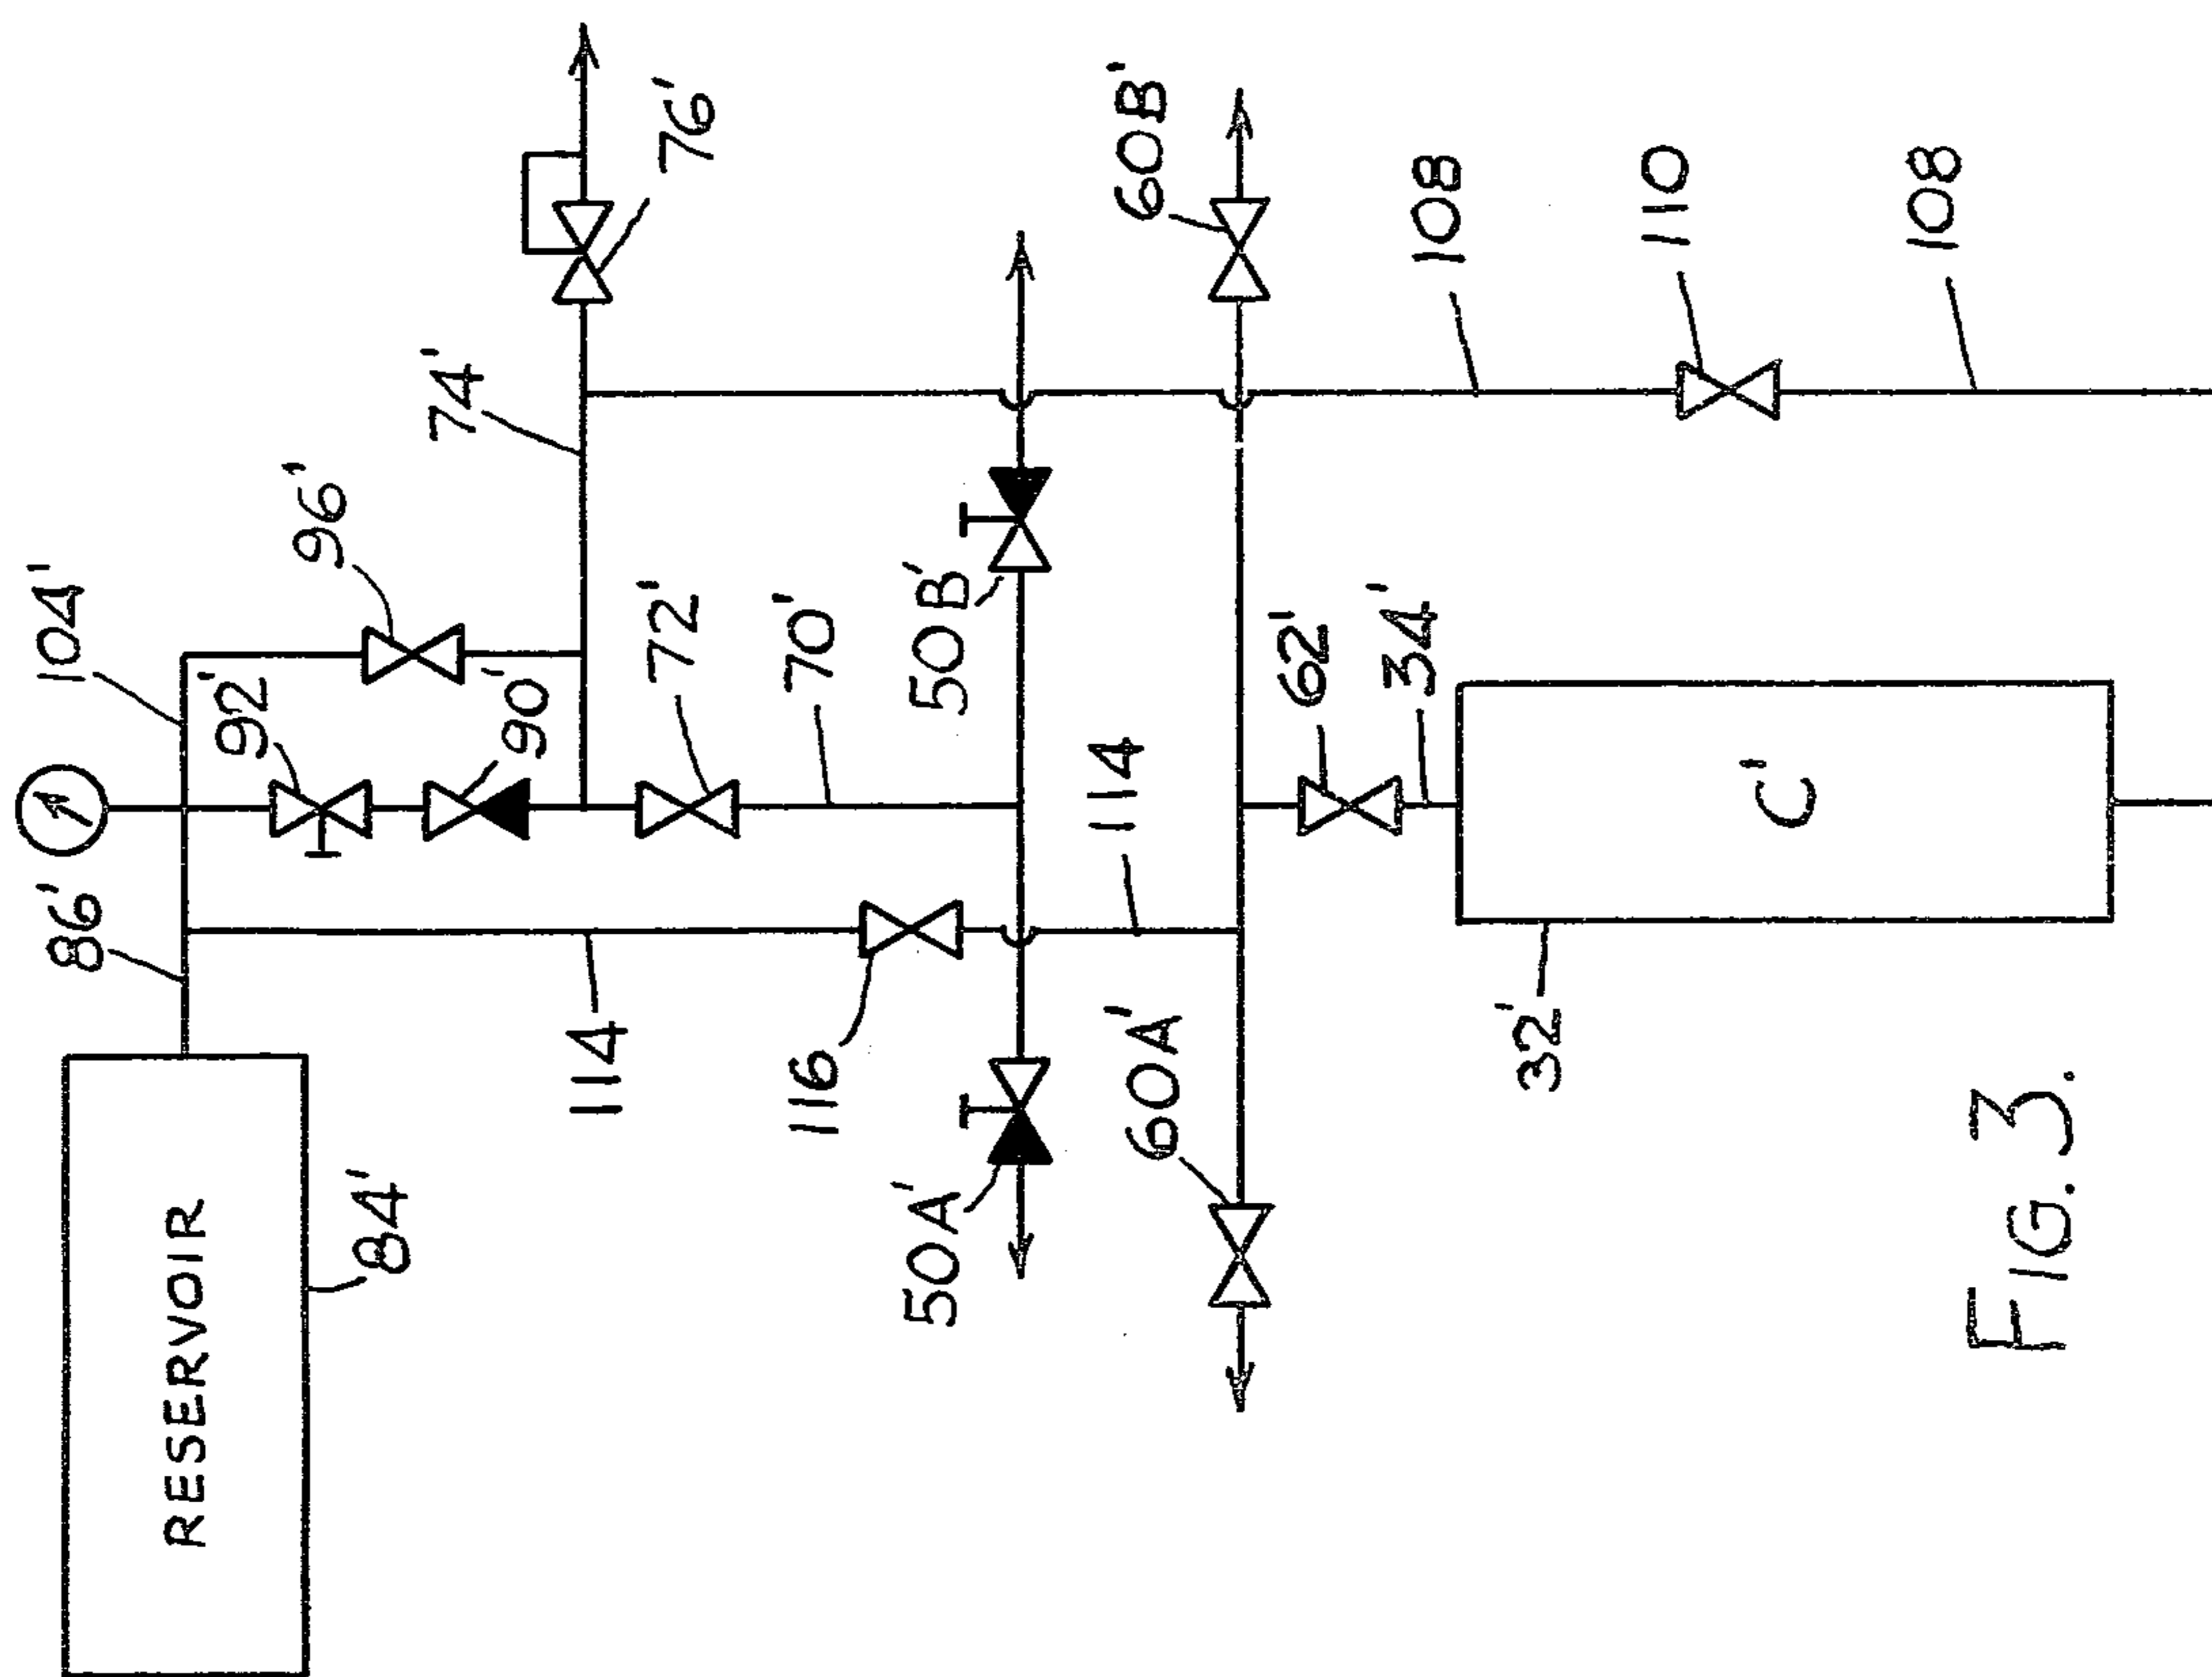 104'
86'
92'
96'
74'
76'
90'
RESERVOIR
84'
72'
70'
114
116
50A'
50B'
114
60A'
60B'
62'
34'
108
110
108
C'
32'
FIG. 3.